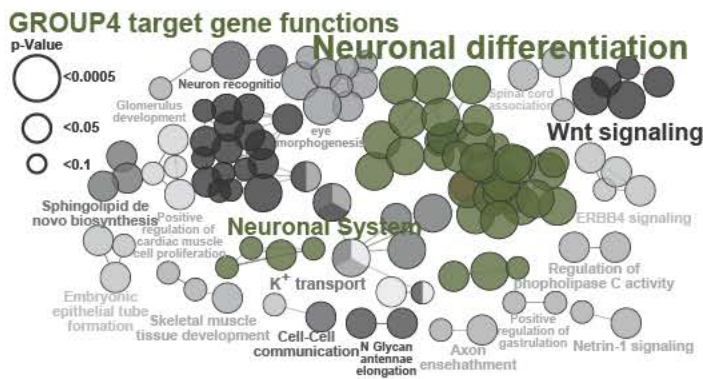 GROUP4 target gene functions
Neuronal differentiation
p-Value
<0.0005
<0.05
<0.1
Neuron recognitio
Glomerulus
development
eye
morphogenesis
Spinal cord
association
Wnt signaling
Sphingolipid de
novo biosynthesis
Positive
regulation of
cardiac muscle
cell proliferation
Neuronal System
ERBB4 signaling
K+ transport
Regulation of
phopholipase C activity
Embryonic
epithelial tube
formation
Skeletal muscle
tissue development
Cell-Cell
communication
N Glycan
antennae
elongation
Axon
ensehathment
Positive
regulation of
gastrulation
Netrin-1 signaling